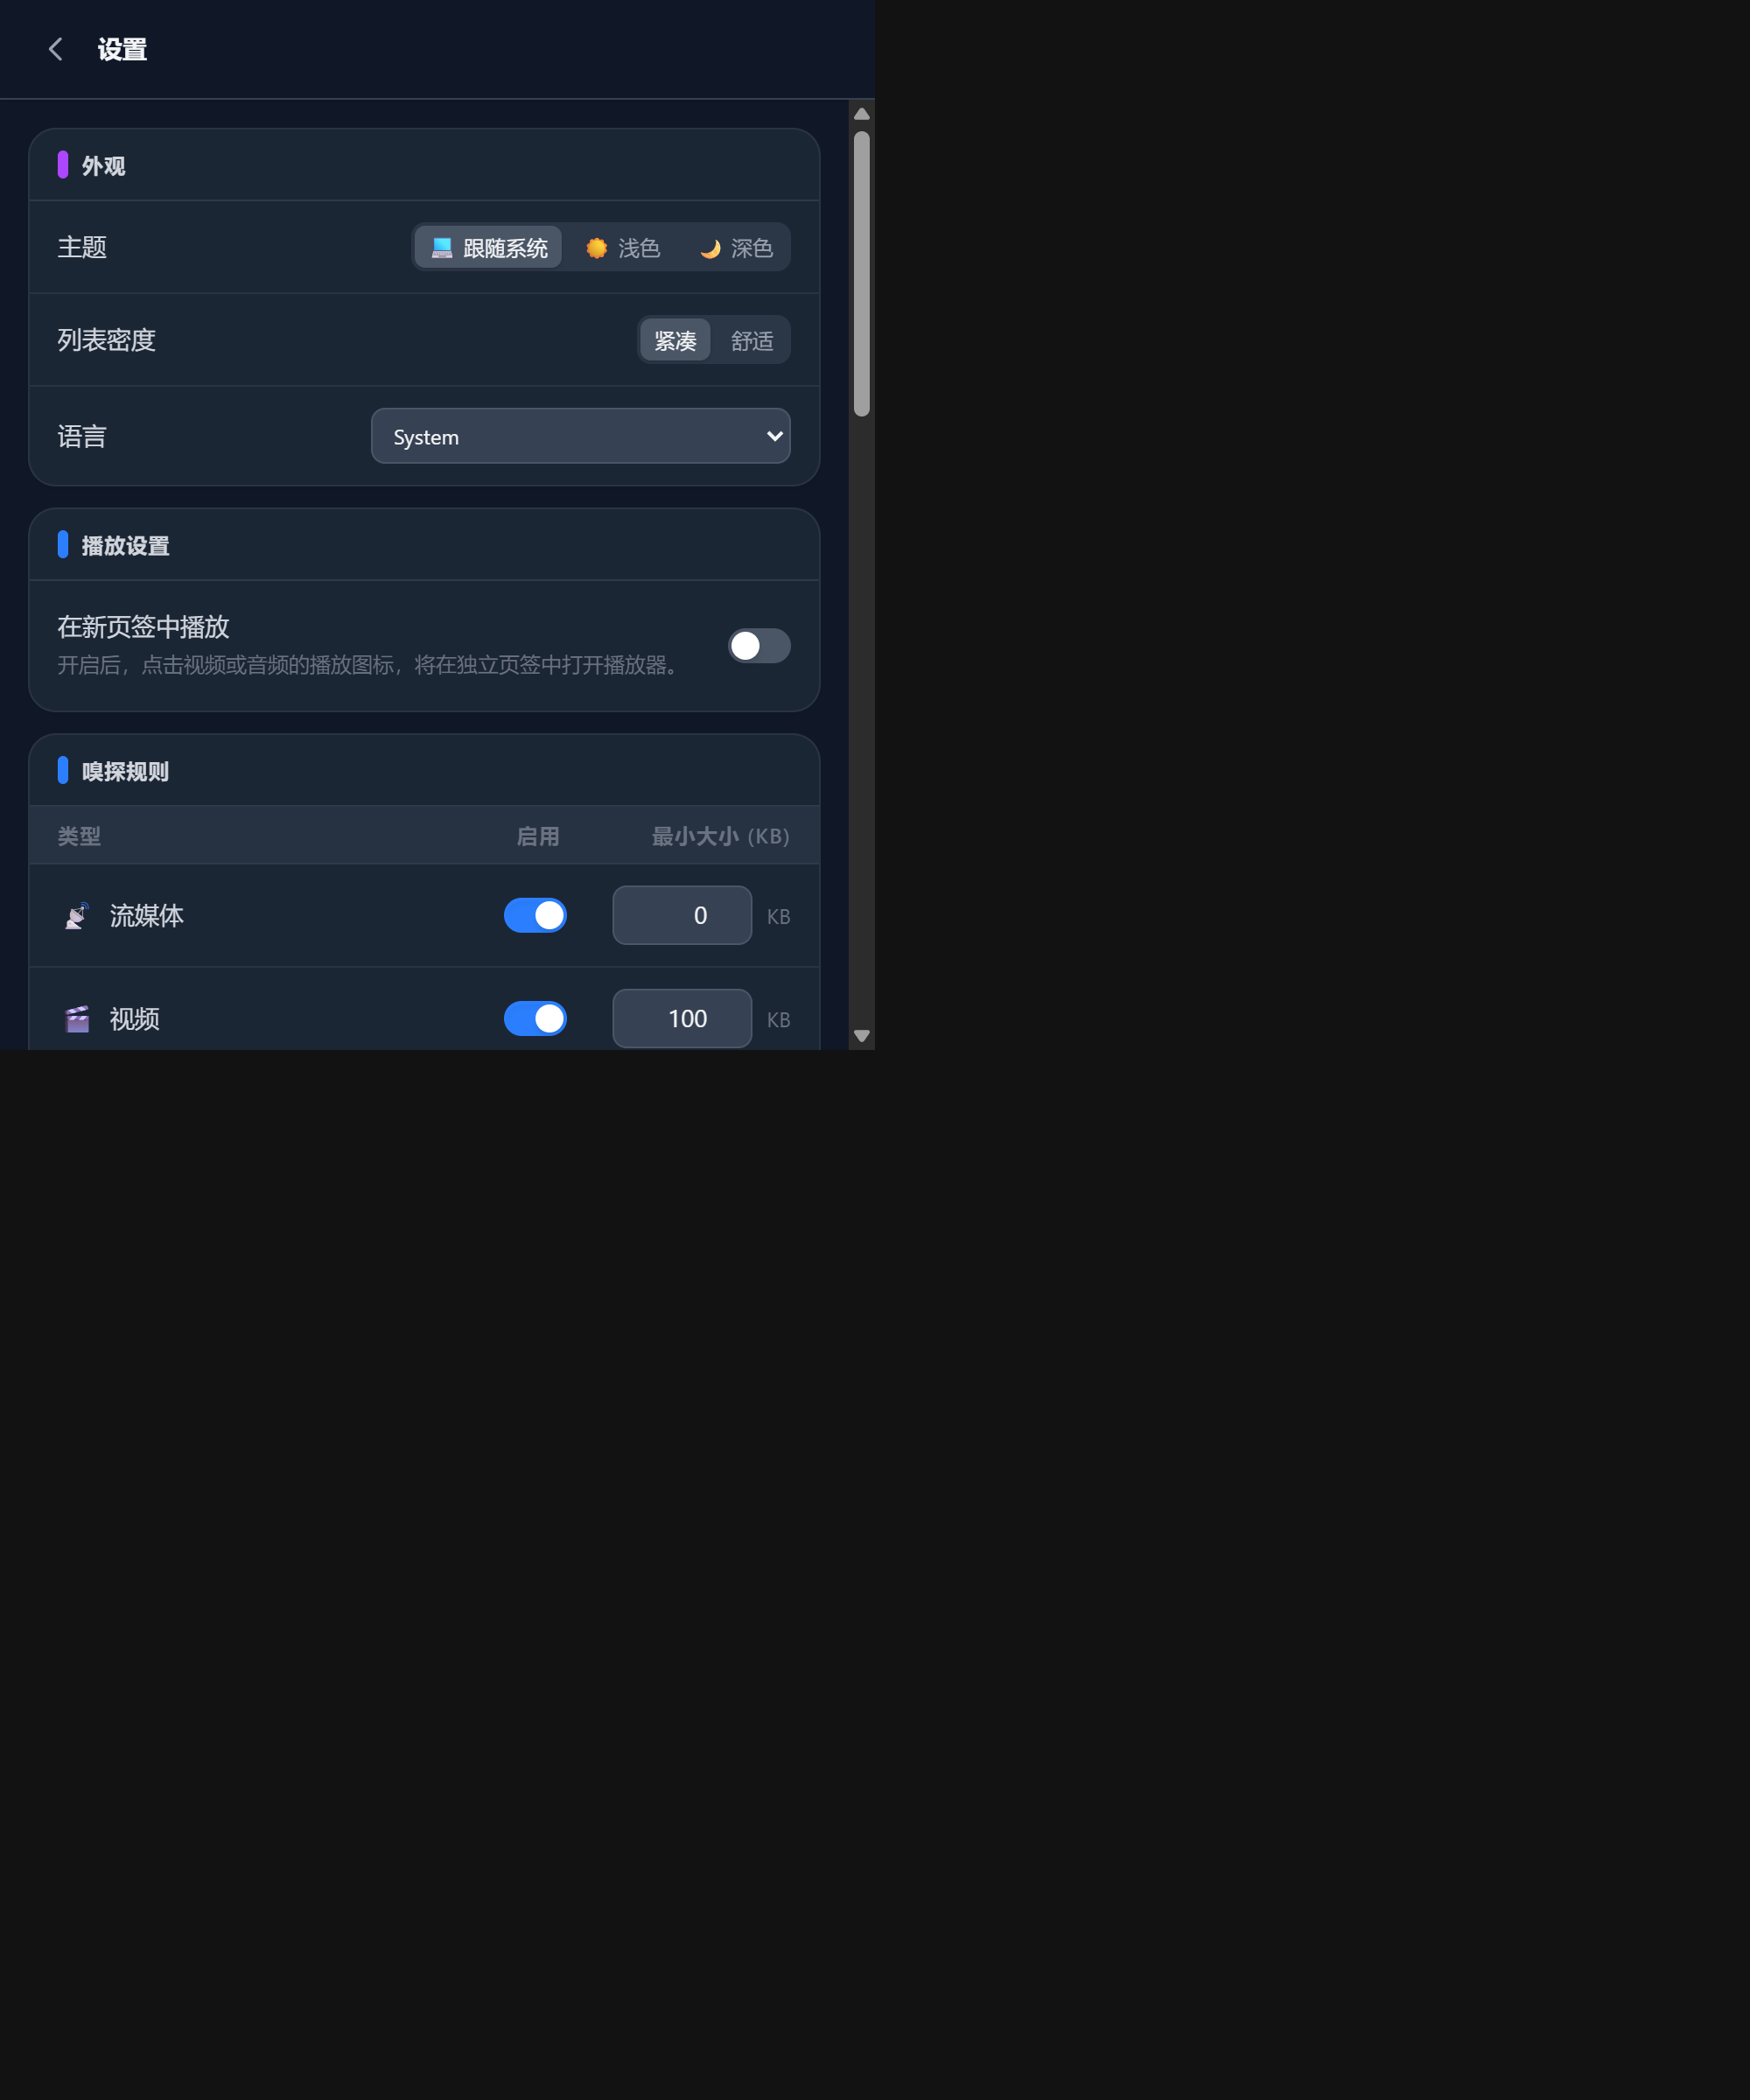 设置
外观
主题 跟随系统 浅色 深色
列表密度 紧凑 舒适
语言 System
播放设置
在新页签中播放
开启后，点击视频或音频的播放图标，将在独立页签中打开播放器。
嗅探规则
类型 启用 最小大小 (KB)
流媒体 0 KB
视频 100 KB